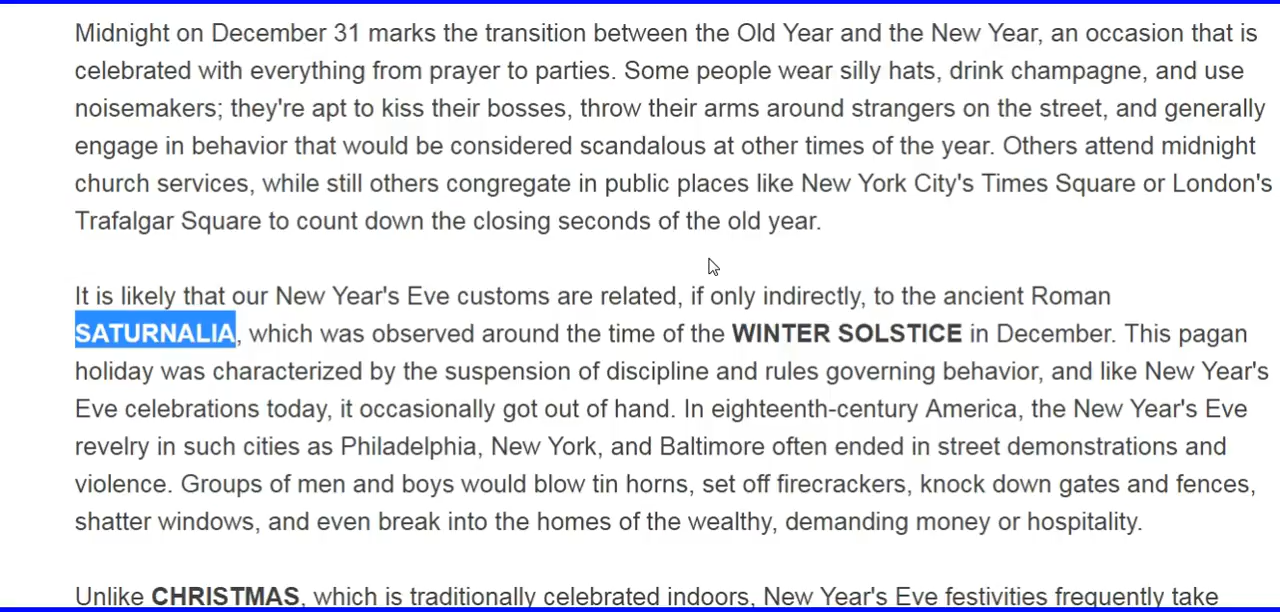 Midnight on December 31 marks the transition between the Old Year and the New Year, an occasion that is
celebrated with everything from prayer to parties. Some people wear silly hats, drink champagne, and use
noisemakers; they're apt to kiss their bosses, throw their arms around strangers on the street, and generally
engage in behavior that would be considered scandalous at other times of the year. Others attend midnight
church services, while still others congregate in public places like New York City's Times Square or London's
Trafalgar Square to count down the closing seconds of the old year.
It is likely that our New Year's Eve customs are related, if only indirectly, to the ancient Roman
SATURNALIA, which was observed around the time of the WINTER SOLSTICE in December. This pagan
holiday was characterized by the suspension of discipline and rules governing behavior, and like New Year's
Eve celebrations today, it occasionally got out of hand. In eighteenth-century America, the New Year's Eve
revelry in such cities as Philadelphia, New York, and Baltimore often ended in street demonstrations and
violence. Groups of men and boys would blow tin horns, set off firecrackers, knock down gates and fences,
shatter windows, and even break into the homes of the wealthy, demanding money or hospitality.
Unlike CHRISTMAS, which is traditionally celebrated indoors, New Year's Eve festivities frequently take